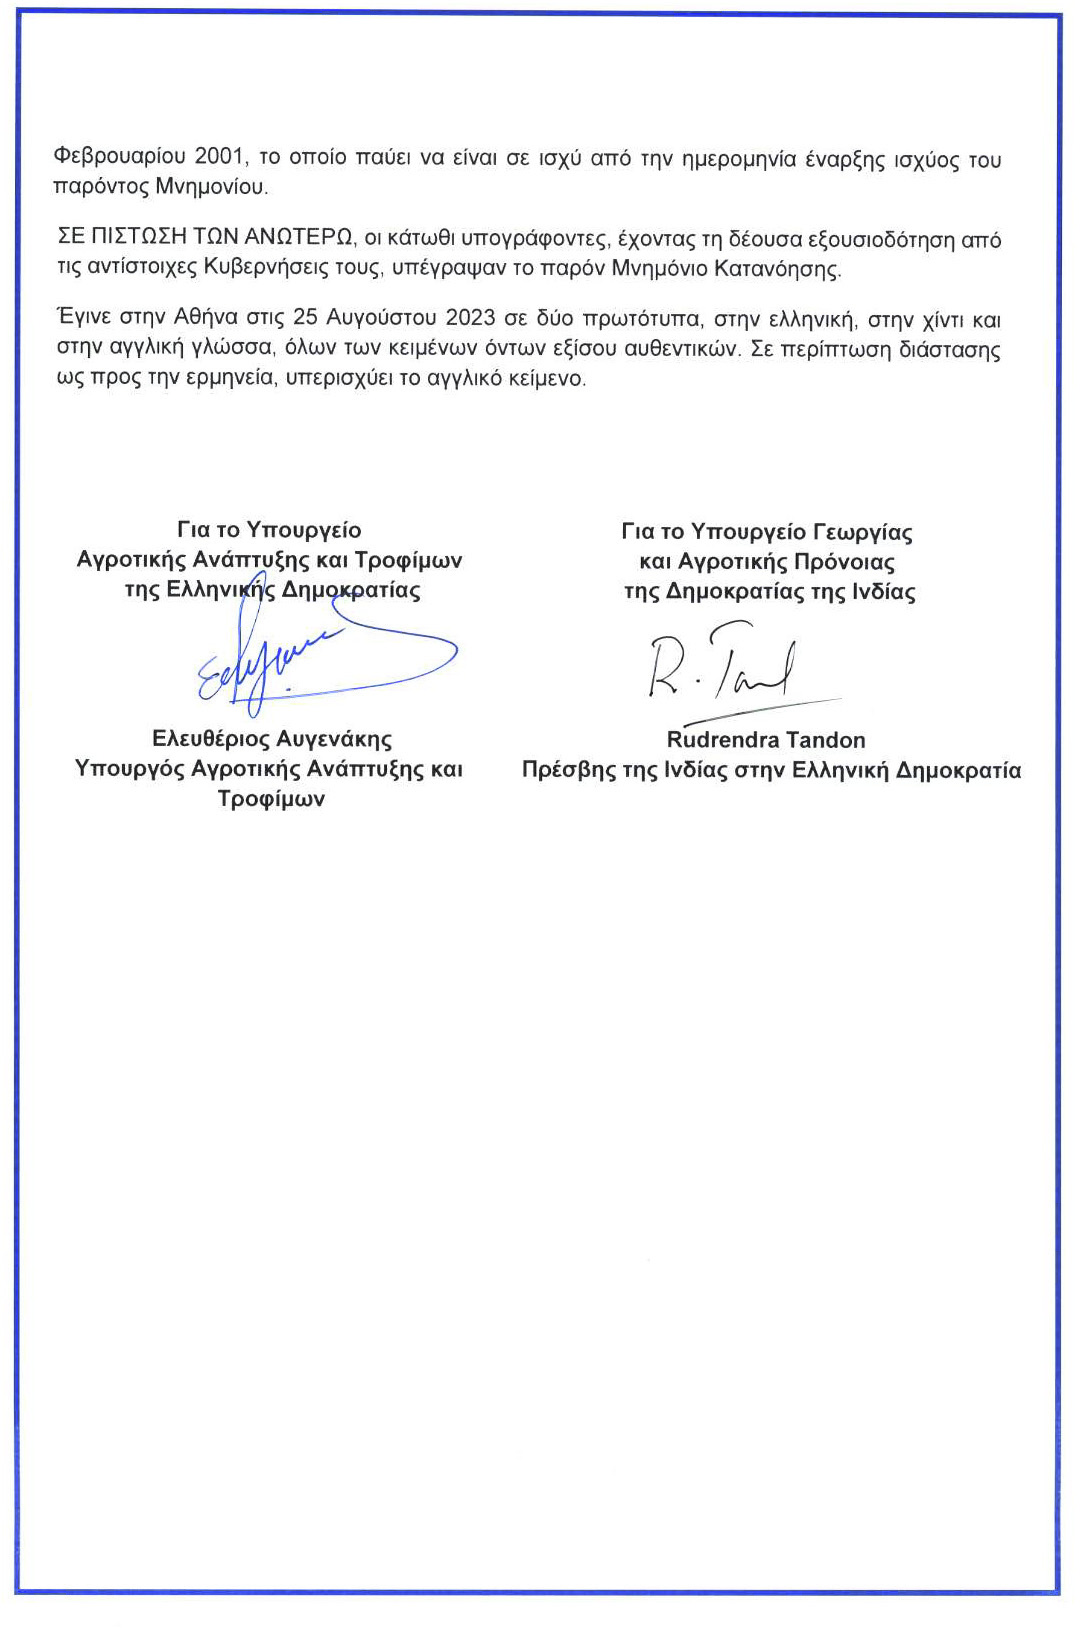 Φεβρουαρίου 2001, το οποίο παύει να είναι σε ισχύ από την ημερομηνία έναρξης ισχύος του
παρόντος Μνημονίου.
ΣΕ ΠΙΣΤΩΣΗ ΤΩΝ ΑΝΩΤΕΡΩ, οι κάτωθι υπογράφοντες, έχοντας τη δέουσα εξουσιοδότηση από
τις αντίστοιχες Κυβερνήσεις τους, υπέγραψαν το παρόν Μνημόνιο Κατανόησης.
Έγινε στην Αθήνα στις 25 Αυγούστου 2023 σε δύο πρωτότυπα, στην ελληνική, στην χίντι και
στην αγγλική γλώσσα, όλων των κειμένων όντων εξίσου αυθεντικών. Σε περίπτωση διάστασης
ως προς την ερμηνεία, υπερισχύει το αγγλικό κείμενο.
Για το Υπουργείο
Αγροτικής Ανάπτυξης και Τροφίμων
της Ελληνικής Δημοκρατίας
Ελευθέριος Αυγενάκης
Υπουργός Αγροτικής Ανάπτυξης και
Τροφίμων
Για το Υπουργείο Γεωργίας
και Αγροτικής Πρόνοιας
της Δημοκρατίας της Ινδίας
R. Tand
Rudrendra Tandon
Πρέσβης της Ινδίας στην Ελληνική Δημοκρατία